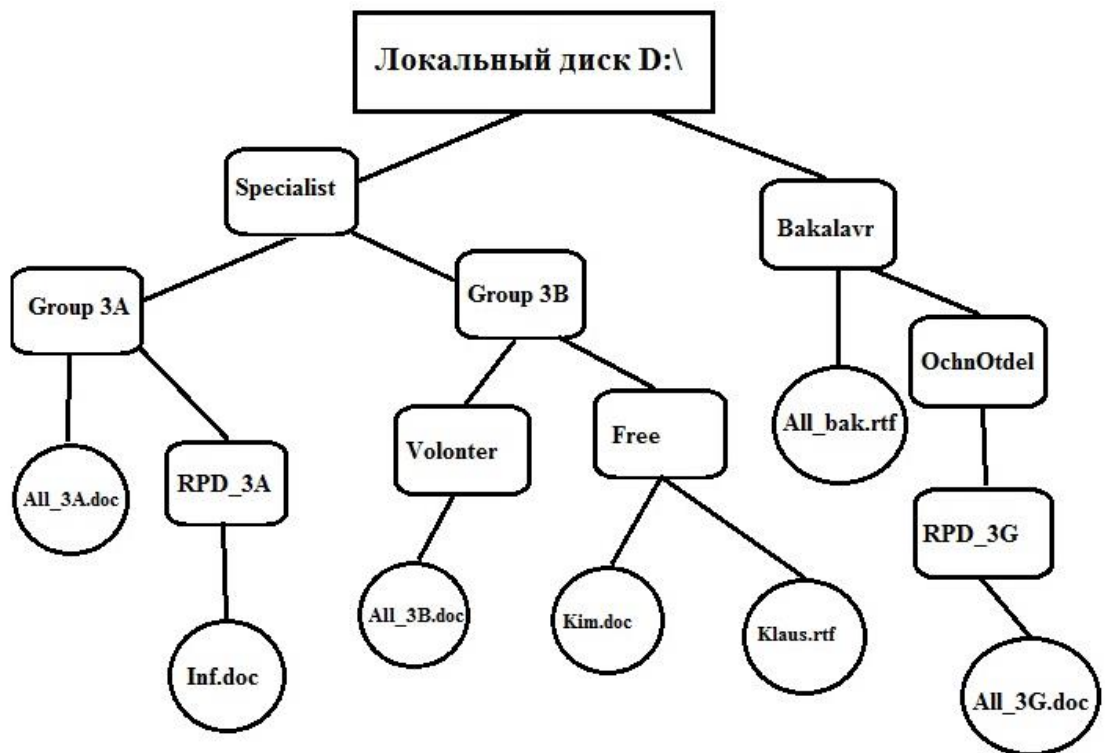 Локальный диск D:\
Specialist
Bakalavr
Group 3A
Group 3B
OchnOtdel
All_bak.rtf
Volonter
Free
All_3A.doc
RPD_3A
RPD_3G
All_3B.doc
Kim.doc
Klaus.rtf
Inf.doc
All_3G.doc